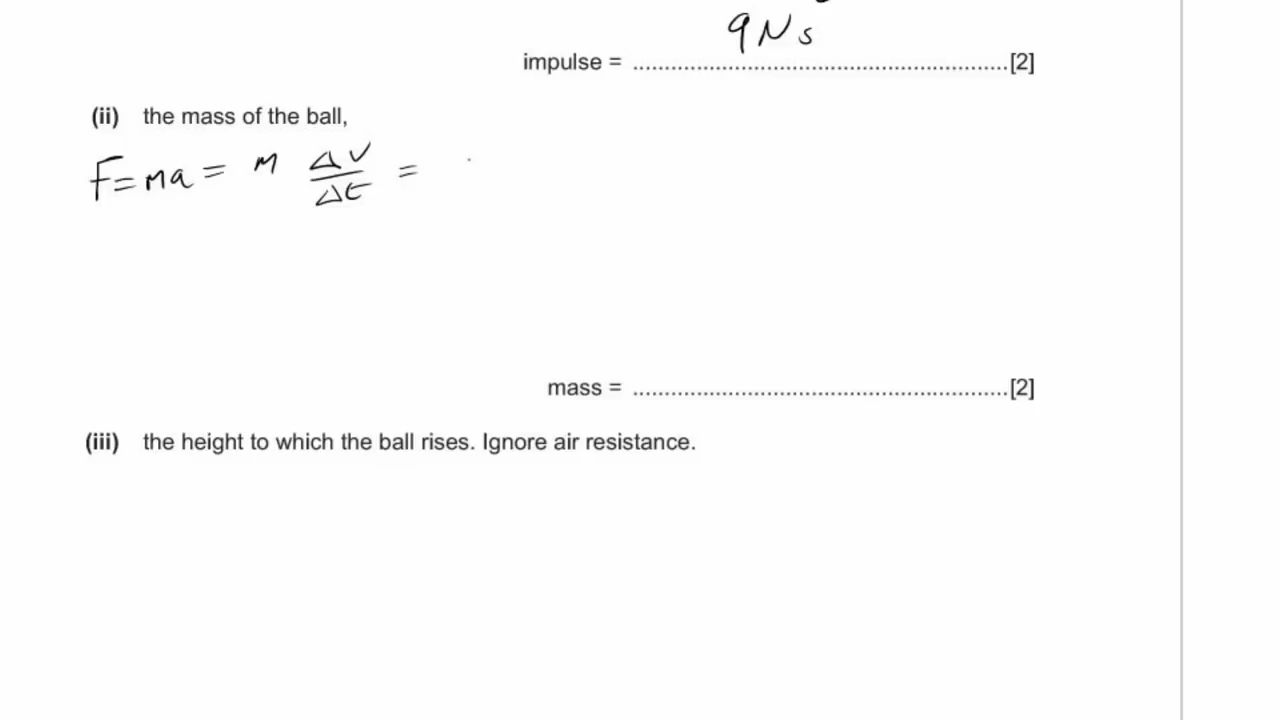 9Ns
impulse = ............................................................[2]
(ii) the mass of the ball,
F=ma= m ΔV/Δt =
mass = ............................................................[2]
(iii) the height to which the ball rises. Ignore air resistance.